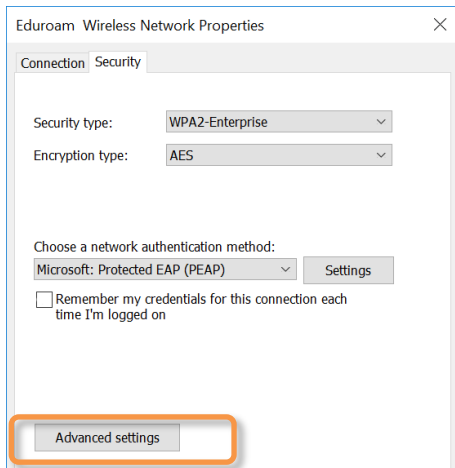 Eduroam  Wireless Network Properties
Connection Security
Security type: WPA2-Enterprise
Encryption type: AES
Choose a network authentication method:
Microsoft: Protected EAP (PEAP) Settings
Remember my credentials for this connection each
time I'm logged on
Advanced settings